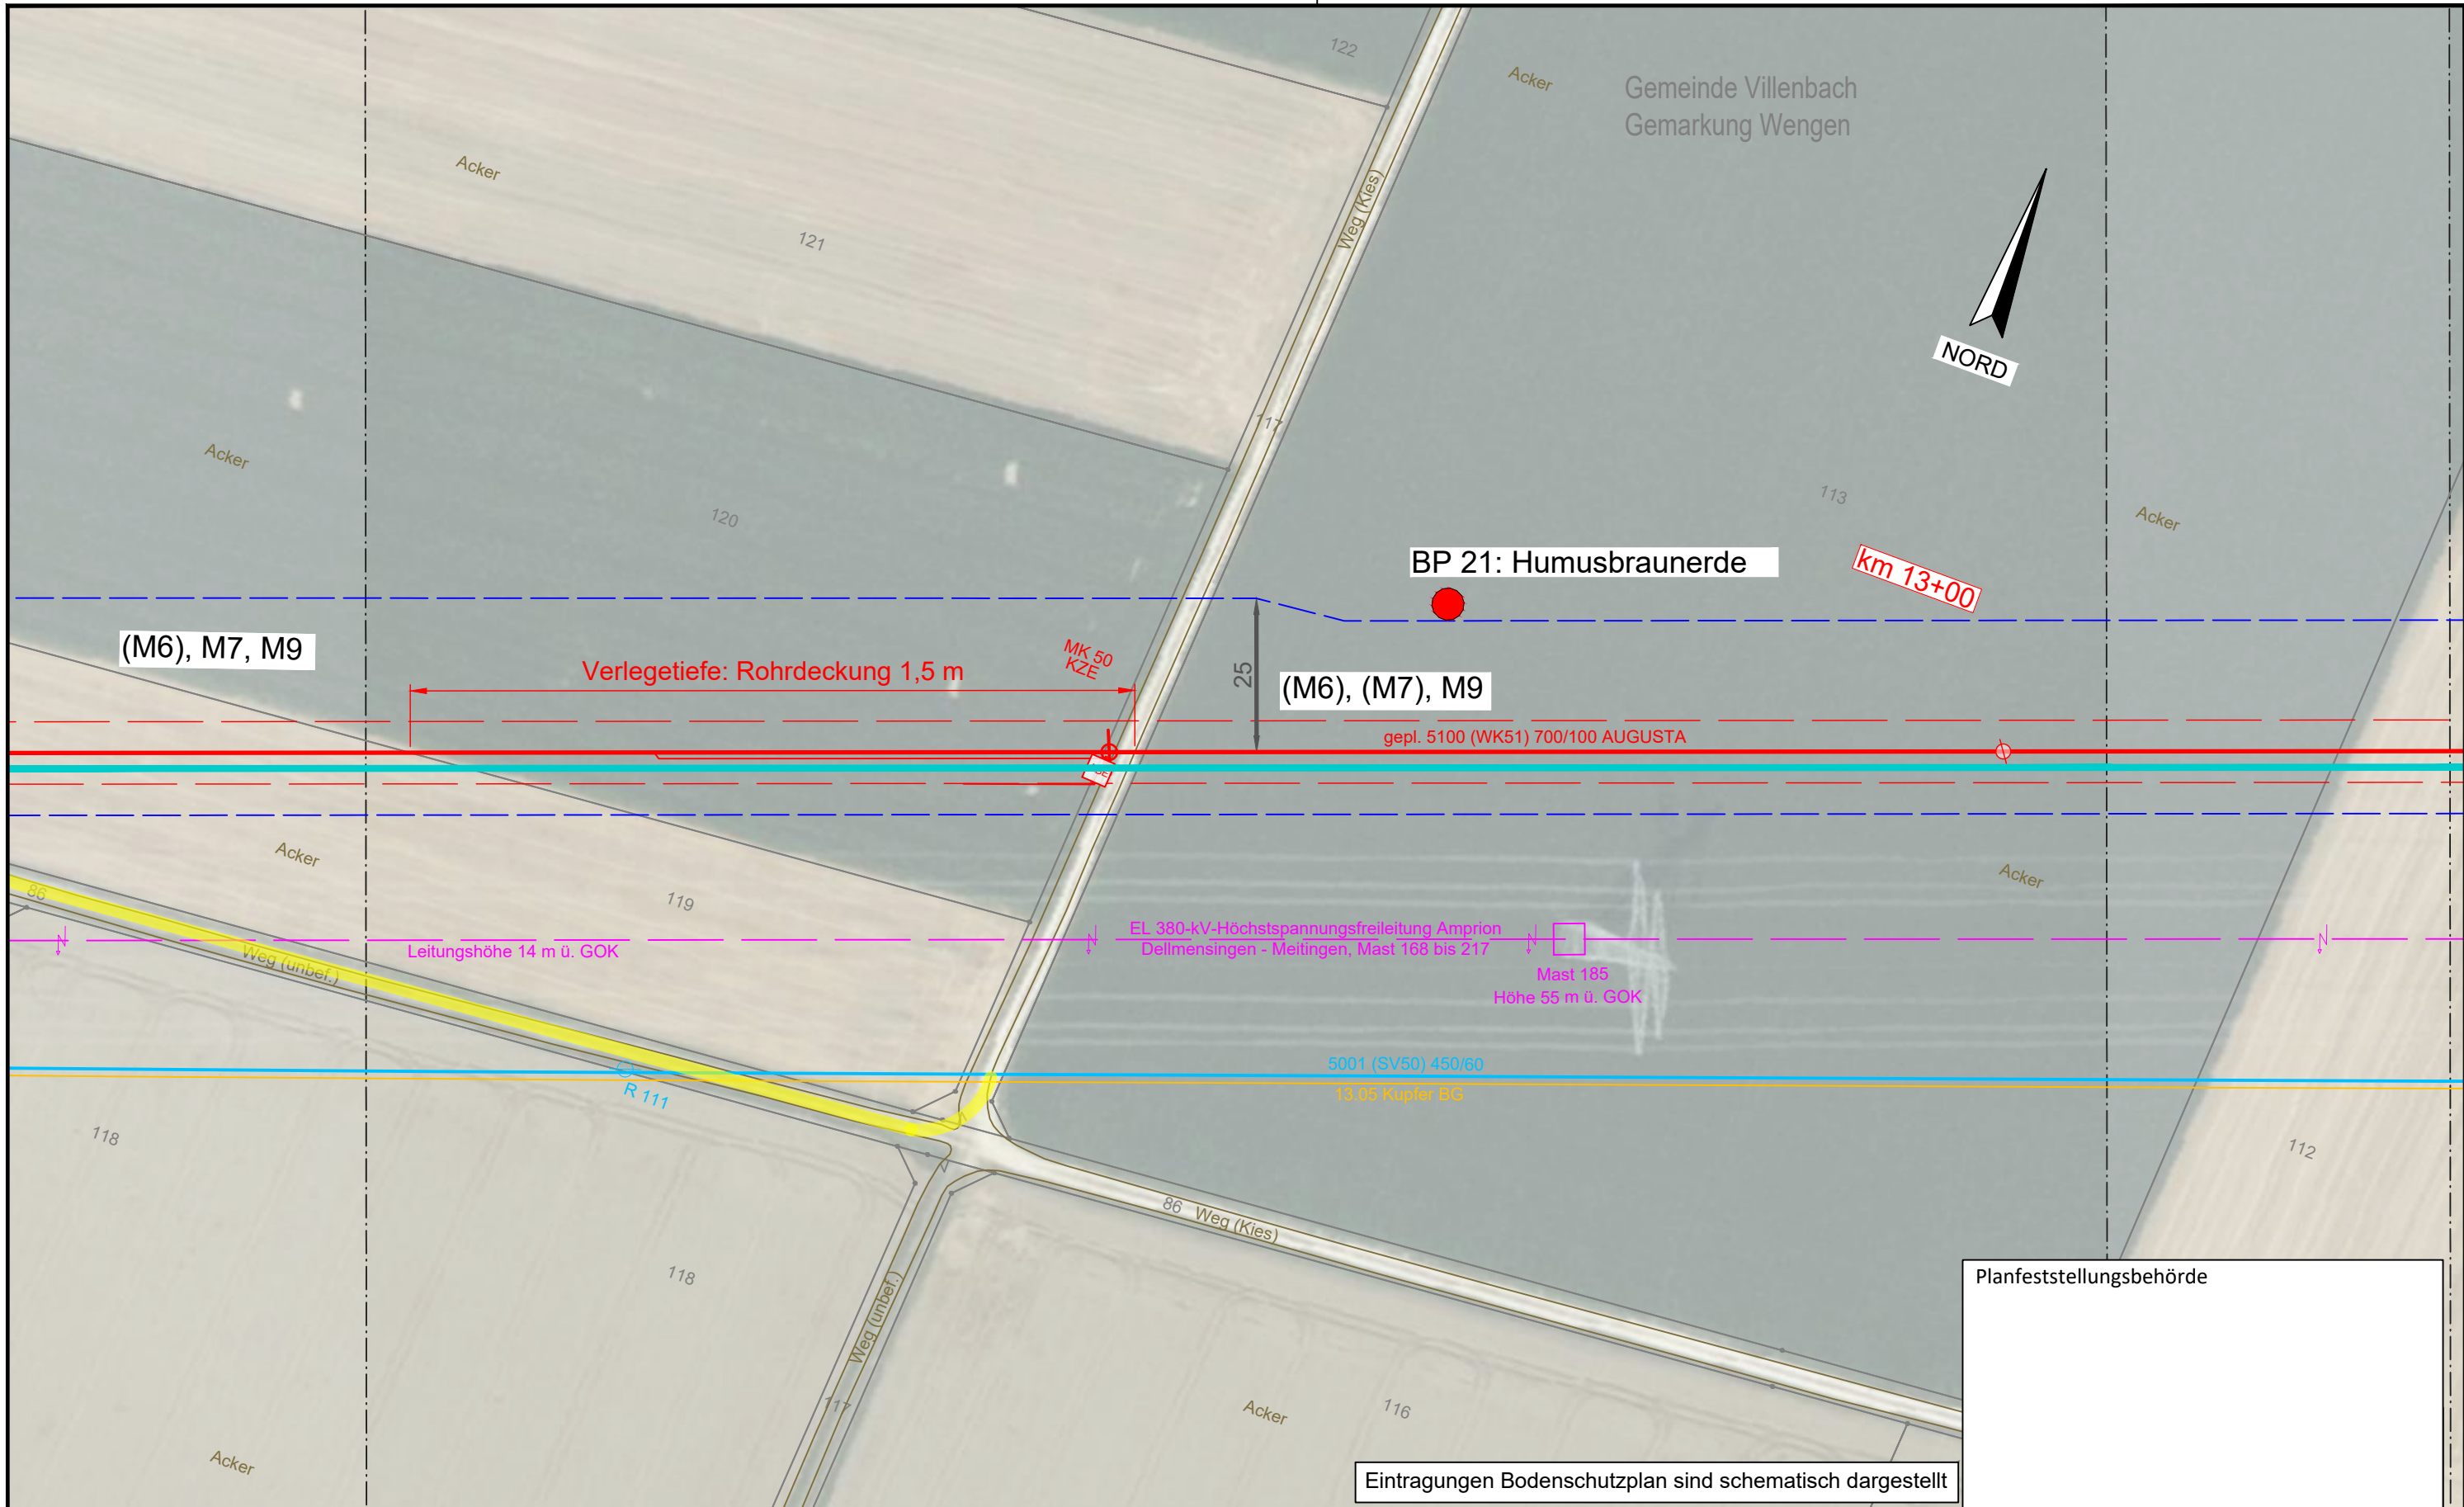 122
Acker
Gemeinde Villenbach
Gemarkung Wengen
Acker
121
Weg (Kies)
NORD
117
Acker
120
113
Acker
BP 21: Humusbraunerde
km 13+00
(M6), M7, M9
Verlegetiefe: Rohrdeckung 1,5 m
MK 50
KZE
25
(M6), (M7), M9
gepl. 5100 (WK51) 700/100 AUGUSTA
Acker
Acker
86
119
EL 380-kV-Höchstspannungsfreileitung Amprion
Dellmensingen - Meitingen, Mast 168 bis 217
Leitungshöhe 14 m ü. GOK
Weg (unbef.)
Mast 185
Höhe 55 m ü. GOK
5001 (SV50) 450/60
R 111
13.05 Kupfer BG
118
112
86
Weg (Kies)
118
Planfeststellungsbehörde
Weg (unbef.)
117
Acker
116
Acker
Eintragungen Bodenschutzplan sind schematisch dargestellt